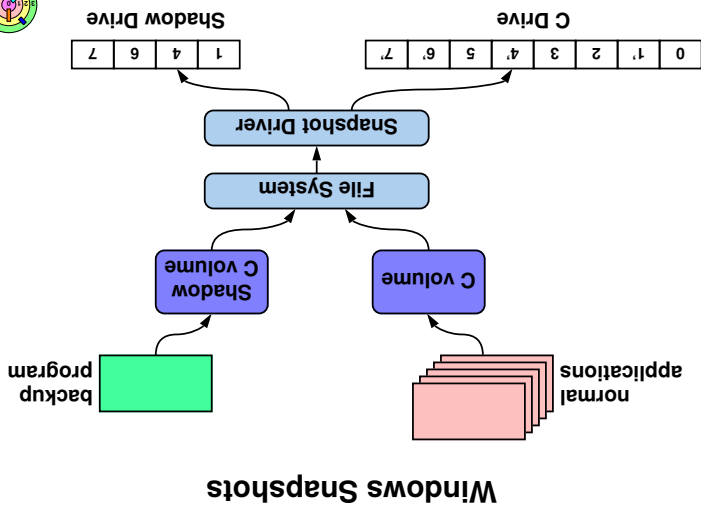 Windows Snapshots
normal
applications
backup
program
C volume
Shadow
C volume
File System
Snapshot Driver
0 1' 2 3 4' 5 6' 7'
1 4 6 7
C Drive
Shadow Drive